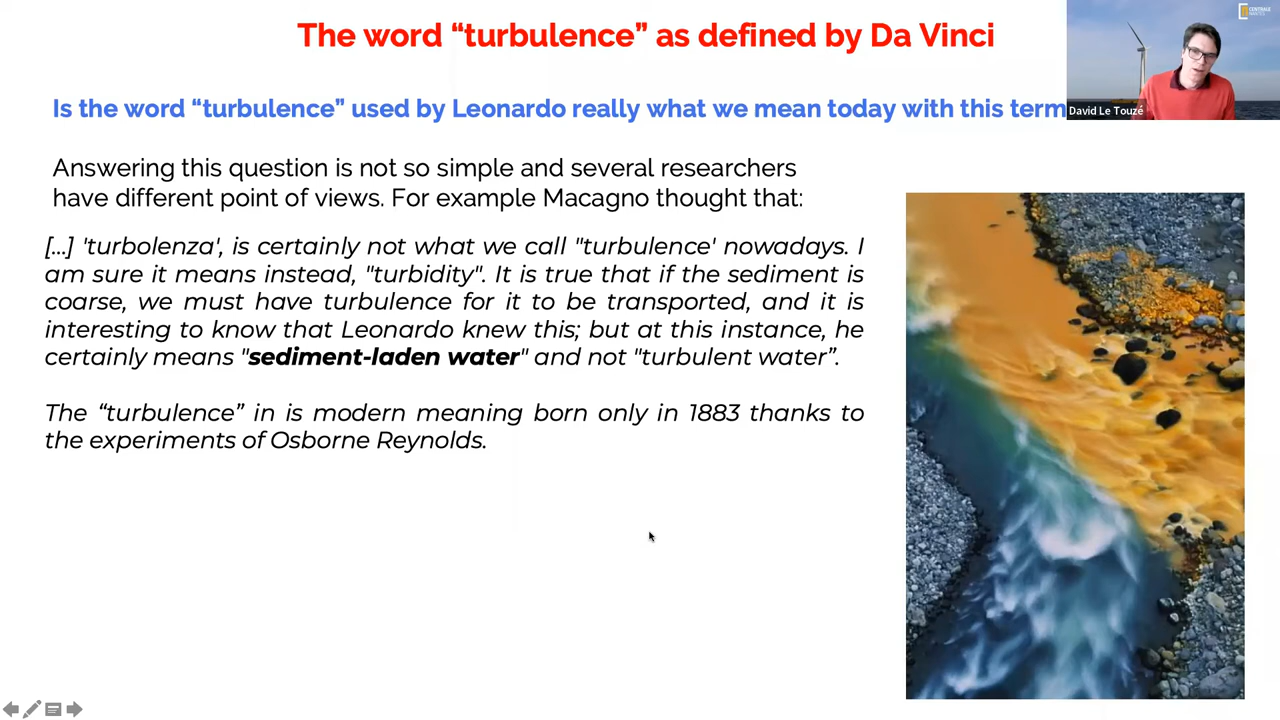 The word “turbulence” as defined by Da Vinci
CENTRALE
NANTES
Is the word “turbulence” used by Leonardo really what we mean today with this term
David Le Touzé
Answering this question is not so simple and several researchers
have different point of views. For example Macagno thought that:
[...] 'turbolenza', is certainly not what we call "turbulence' nowadays. I
am sure it means instead, "turbidity". It is true that if the sediment is
coarse, we must have turbulence for it to be transported, and it is
interesting to know that Leonardo knew this; but at this instance, he
certainly means "sediment-laden water" and not "turbulent water”.
The “turbulence” in is modern meaning born only in 1883 thanks to
the experiments of Osborne Reynolds.